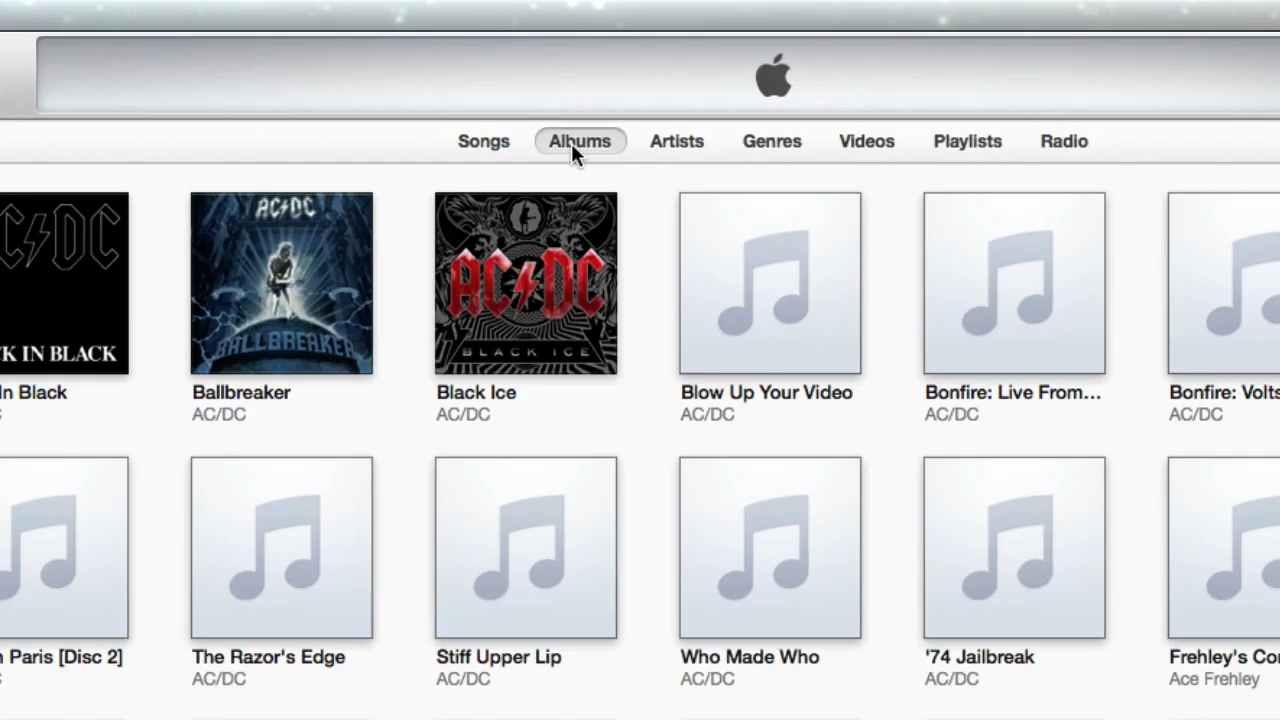 Songs Albums Artists Genres Videos Playlists Radio
C DC
CK IN BLACK
AC DC
BALLBREAKER
AC DC
BLACK ICE
In Black
Ballbreaker
Black Ice
Blow Up Your Video
Bonfire: Live From...
Bonfire: Volts
C
AC/DC
AC/DC
AC/DC
AC/DC
AC/DC
n Paris [Disc 2]
The Razor's Edge
Stiff Upper Lip
Who Made Who
'74 Jailbreak
Frehley's Co
C
AC/DC
AC/DC
AC/DC
AC/DC
Ace Frehley